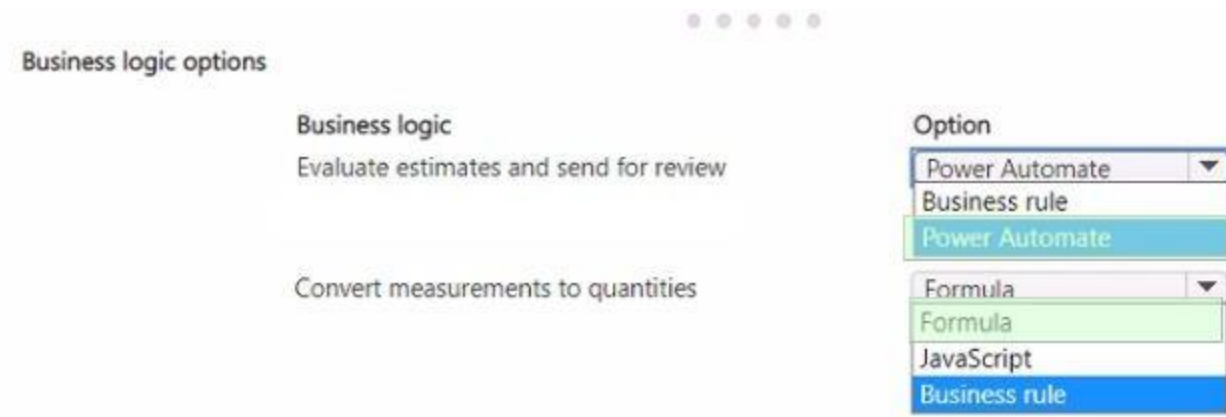 Business logic options
Business logic
Option
Evaluate estimates and send for review
Power Automate
Business rule
Power Automate
Convert measurements to quantities
Formula
Formula
JavaScript
Business rule